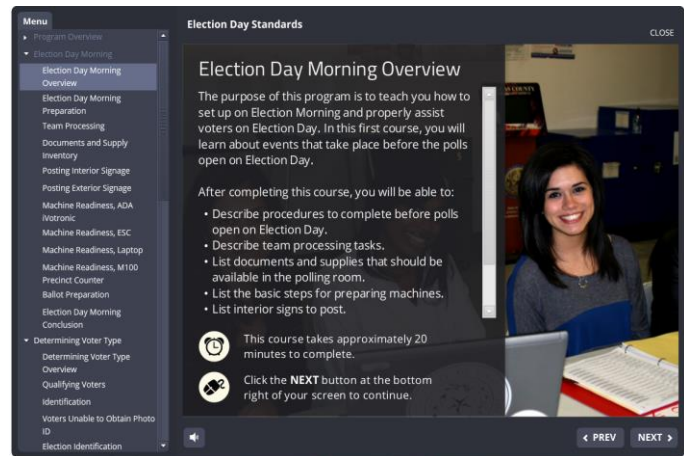 Menu
Program Overview
Election Day Morning
Election Day Morning
Overview
Election Day Morning
Preparation
Team Processing
Documents and Supply
Inventory
Posting Interior Signage
Posting Exterior Signage
Machine Readiness, ADA
iVotronic
Machine Readiness, ESC
Machine Readiness, Laptop
Machine Readiness, M100
Precinct Counter
Ballot Preparation
Election Day Morning
Conclusion
Determining Voter Type
Determining Voter Type
Overview
Qualifying Voters
Identification
Voters Unable to Obtain Photo
ID
Election Identification
Election Day Standards
CLOSE
Election Day Morning Overview
The purpose of this program is to teach you how to
set up on Election Morning and properly assist
voters on Election Day. In this first course, you will
learn about events that take place before the polls
open on Election Day.
After completing this course, you will be able to:
• Describe procedures to complete before polls
open on Election Day.
• Describe team processing tasks.
• List documents and supplies that should be
available in the polling room.
• List the basic steps for preparing machines.
• List interior signs to post.
This course takes approximately 20
minutes to complete.
Click the NEXT button at the bottom
right of your screen to continue.
COUNTY
PREV
NEXT